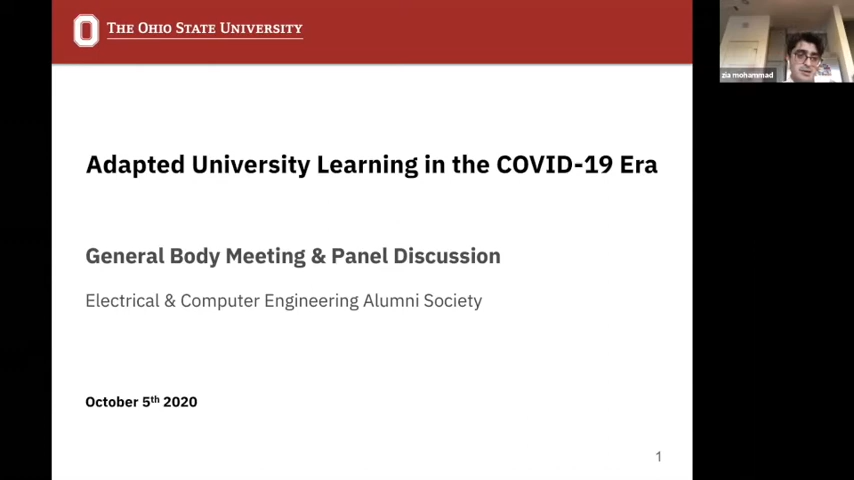 THE OHIO STATE UNIVERSITY
zia mohammad
Adapted University Learning in the COVID-19 Era
General Body Meeting & Panel Discussion
Electrical & Computer Engineering Alumni Society
October 5th 2020
1